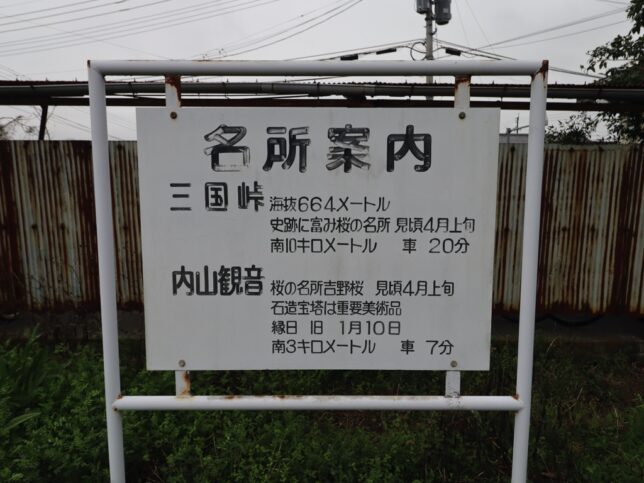 名所案内
三国峠 海抜664メートル
史跡に富み桜の名所 見頃4月上旬
南10キロメートル 車 20分
内山観音 桜の名所吉野桜 見頃4月上旬
石造宝塔は重要美術品
縁日 旧 1月10日
南3キロメートル 車 7分